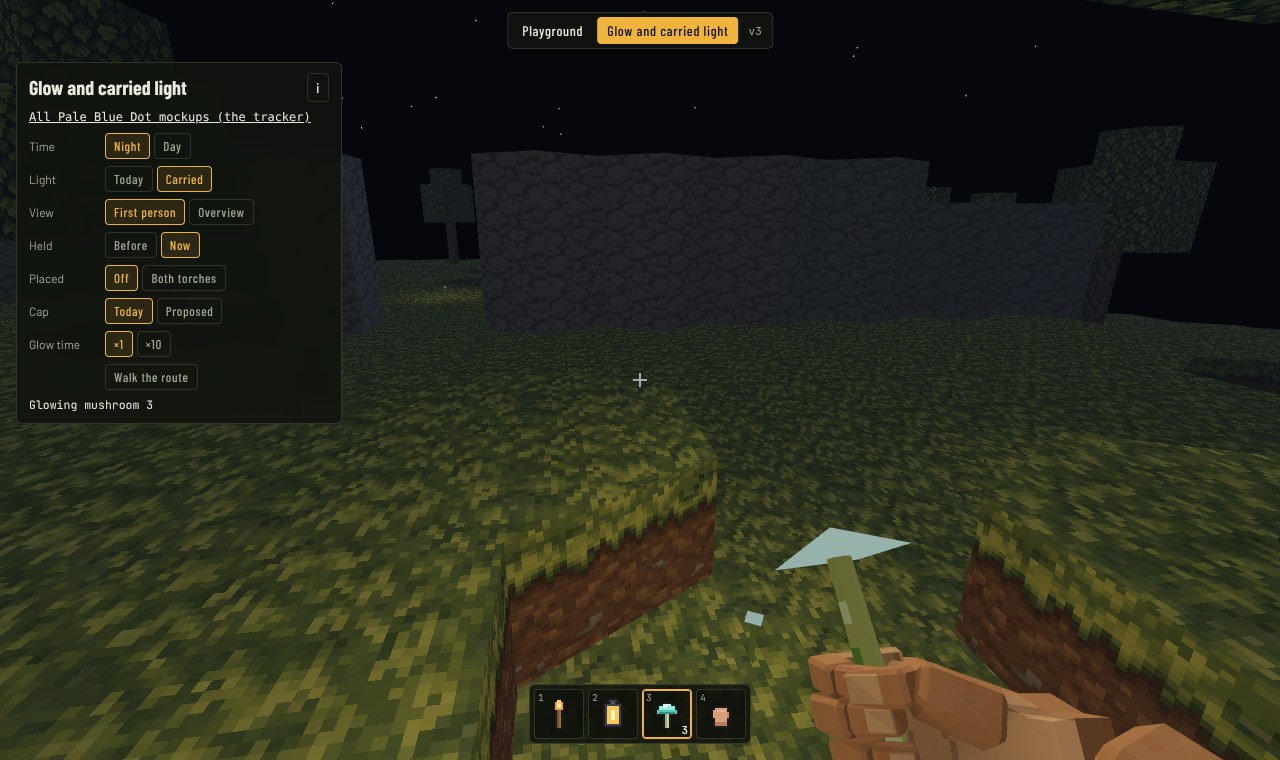 Playground Glow and carried light v3
Glow and carried light i
All Pale Blue Dot mockups (the tracker)
Time Night Day
Light Today Carried
View First person Overview
Held Before Now
Placed Off Both torches
Cap Today Proposed
Glow time ×1 ×10
Walk the route
Glowing mushroom 3
1 2 3 4
3